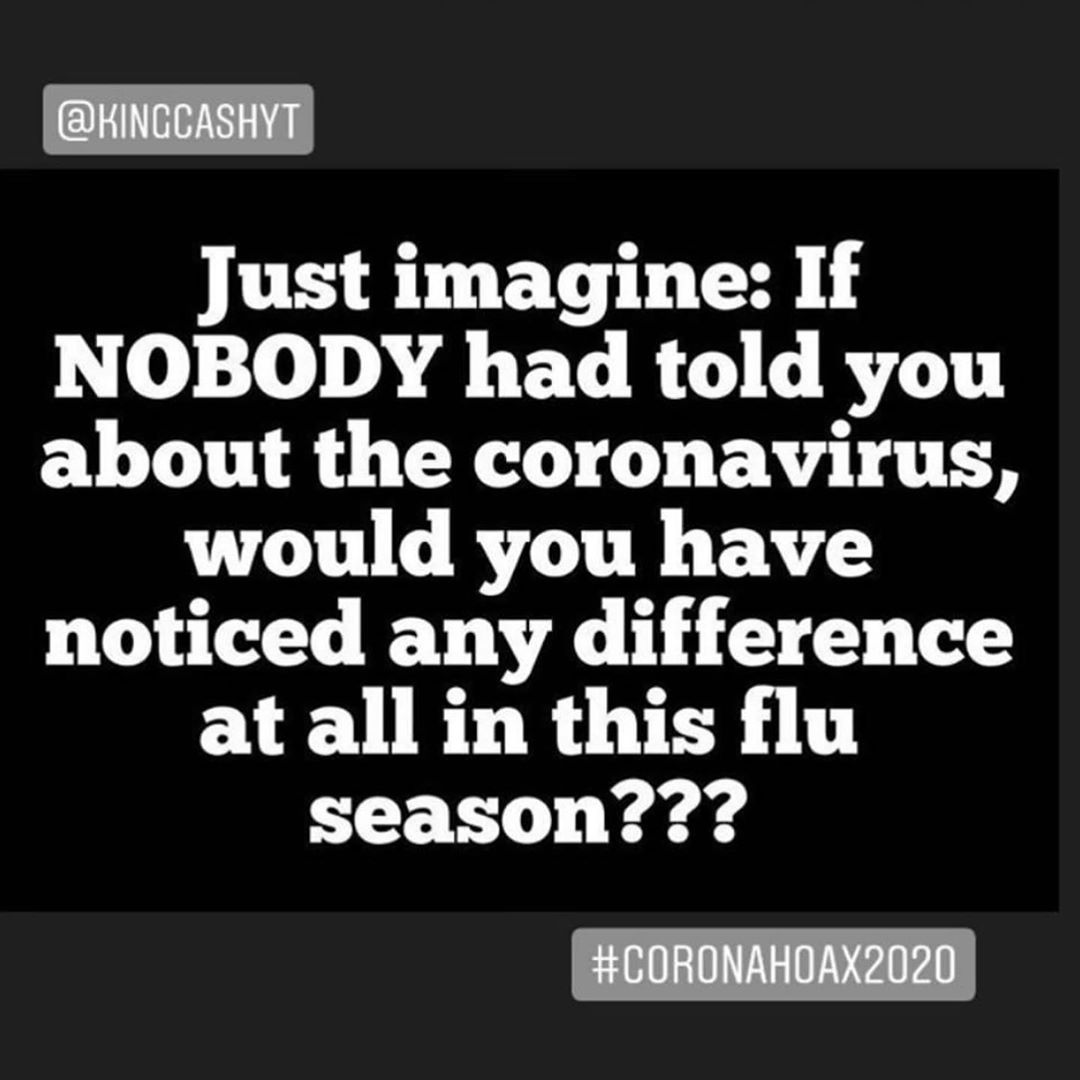 @KINGCASHYT
Just imagine: If
NOBODY had told you
about the coronavirus,
would you have
noticed any difference
at all in this flu
season???
#CORONAHOAX2020